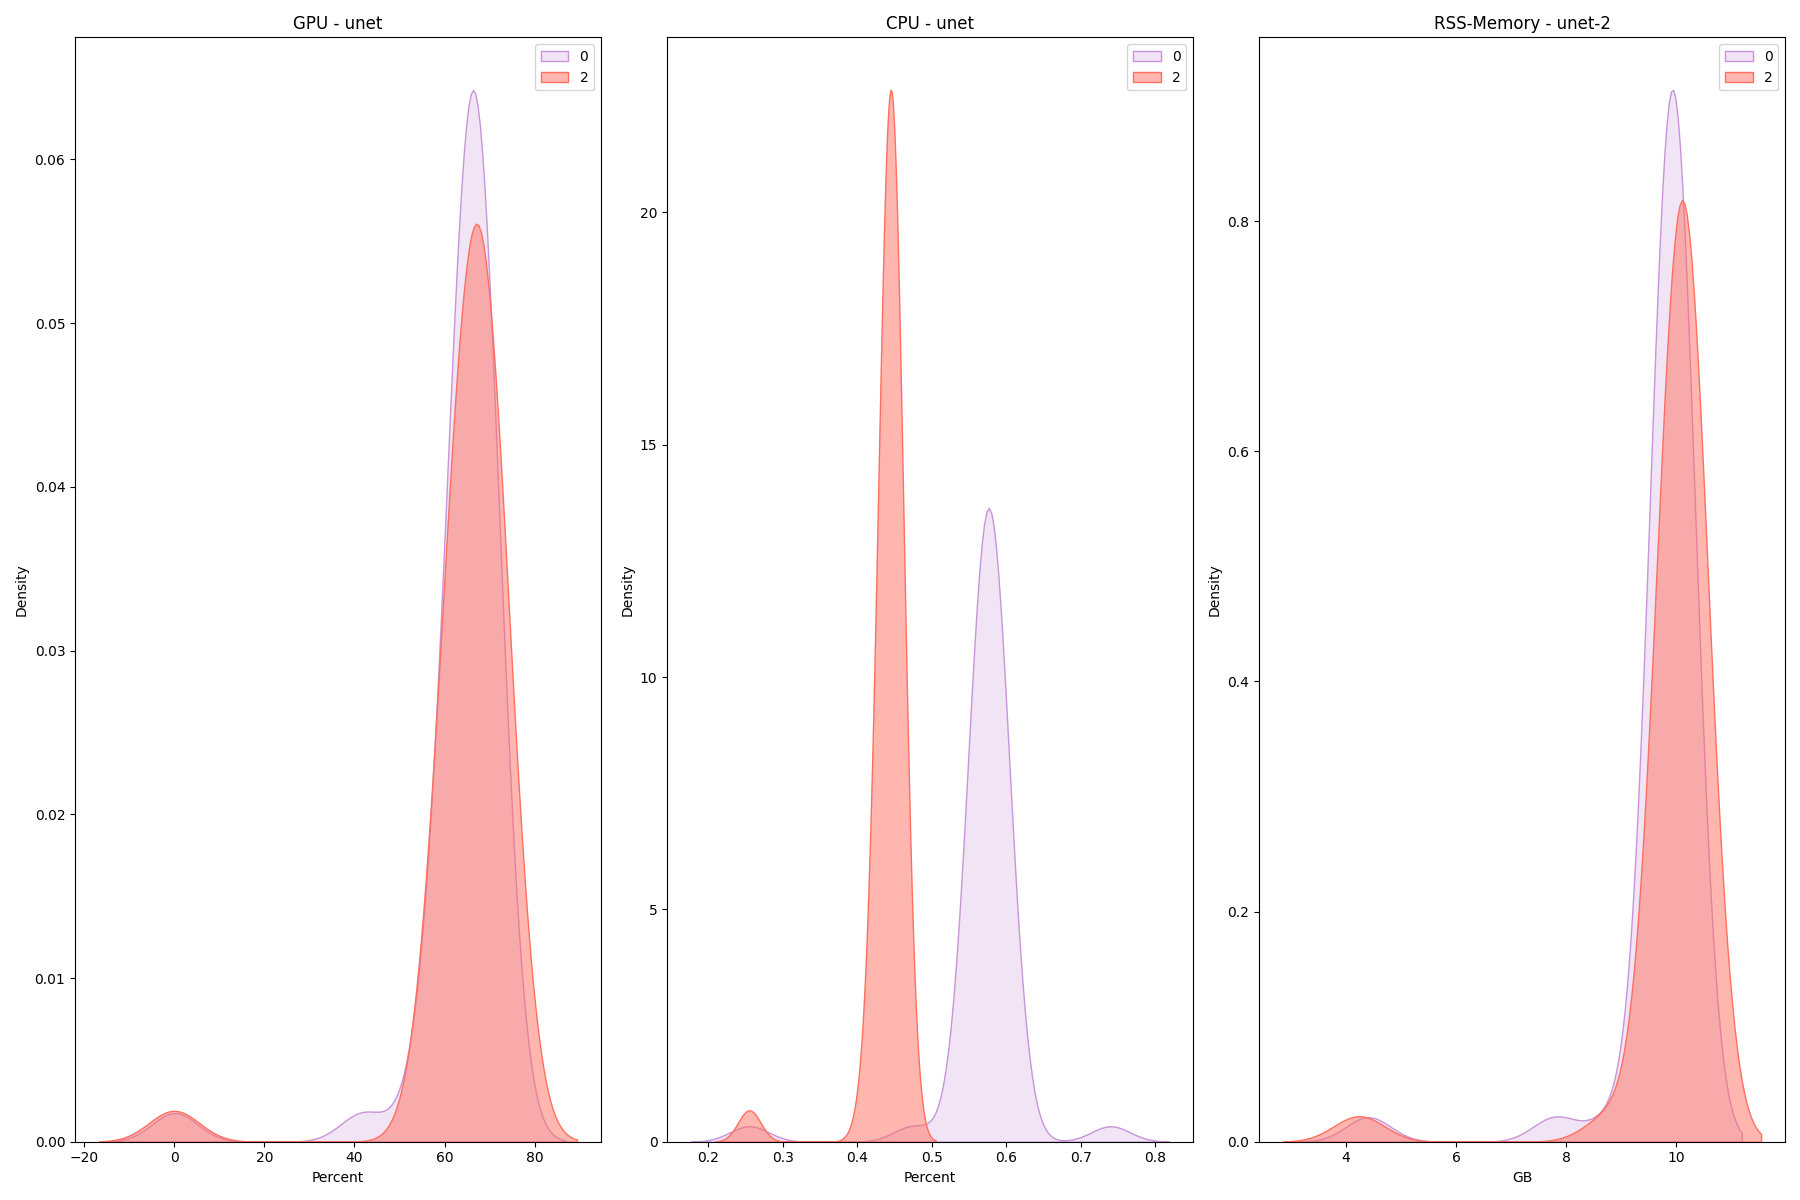 GPU - unet
0
2
0.06
0.05
0.04
0.03
0.02
0.01
0.00
−20 0 20 40 60 80
Percent
Density
CPU - unet
0
2
20
15
10
5
0
0.2 0.3 0.4 0.5 0.6 0.7 0.8
Percent
Density
RSS-Memory - unet-2
0
2
0.8
0.6
0.4
0.2
0.0
4 6 8 10
GB
Density